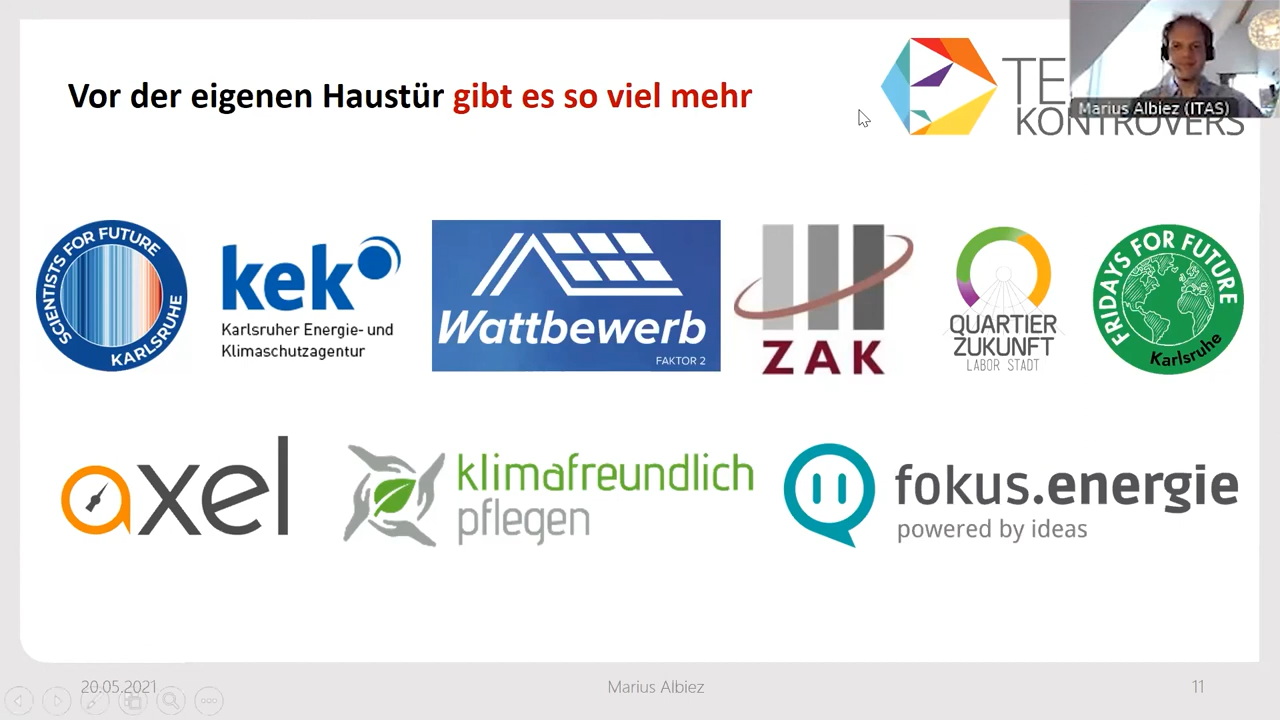 Vor der eigenen Haustür gibt es so viel mehr
TE
KONTROVERS
Marius Albiez (ITAS)
SCIENTISTS FOR FUTURE
KARLSRUHE
kek
Karlsruher Energie- und
Klimaschutzagentur
Wattbewerb
FAKTOR 2
ZAK
QUARTIER
ZUKUNFT
LABOR STADT
FRIDAYS FOR FUTURE
Karlsruhe
axel
klimafreundlich
pflegen
fokus.energie
powered by ideas
20.05.2021
Marius Albiez
11